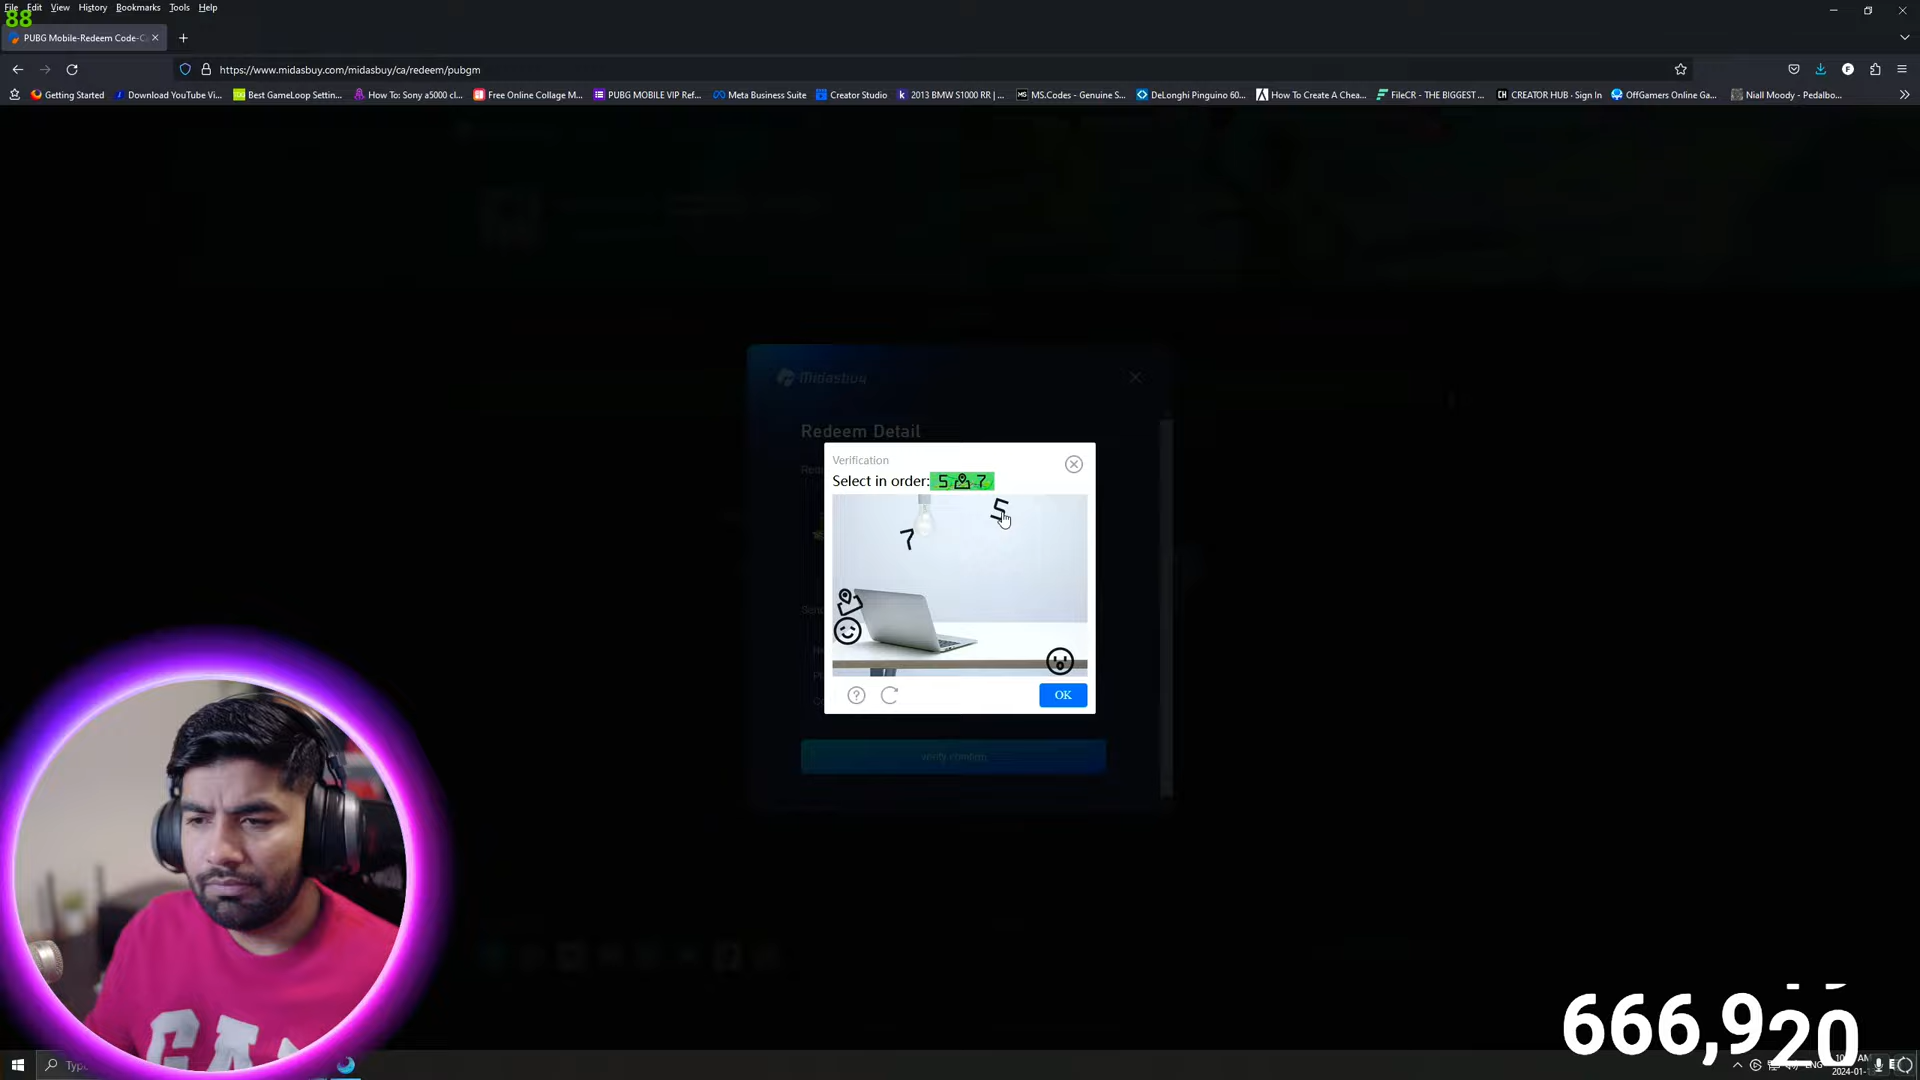 File Edit View History Bookmarks Tools Help
88
PUBG Mobile-Redeem Code-C
https://www.midasbuy.com/midasbuy/ca/redeem/pubgm
Getting Started Download YouTube Vi... Best GameLoop Settin... How To: Sony a5000 cl... Free Online Collage M... PUBG MOBILE VIP Ref... Meta Business Suite Creator Studio 2013 BMW S1000 RR | ... MS.Codes - Genuine S... DeLonghi Pinguino 60... How To Create A Chea... FileCR - THE BIGGEST ... CREATOR HUB · Sign In OffGamers Online Ga... Niall Moody - Pedalbo...
Midasbuy
Redeem Detail
Verification
Select in order: 5 7
5
7
OK
verify confirm
GA
666,920
ENG